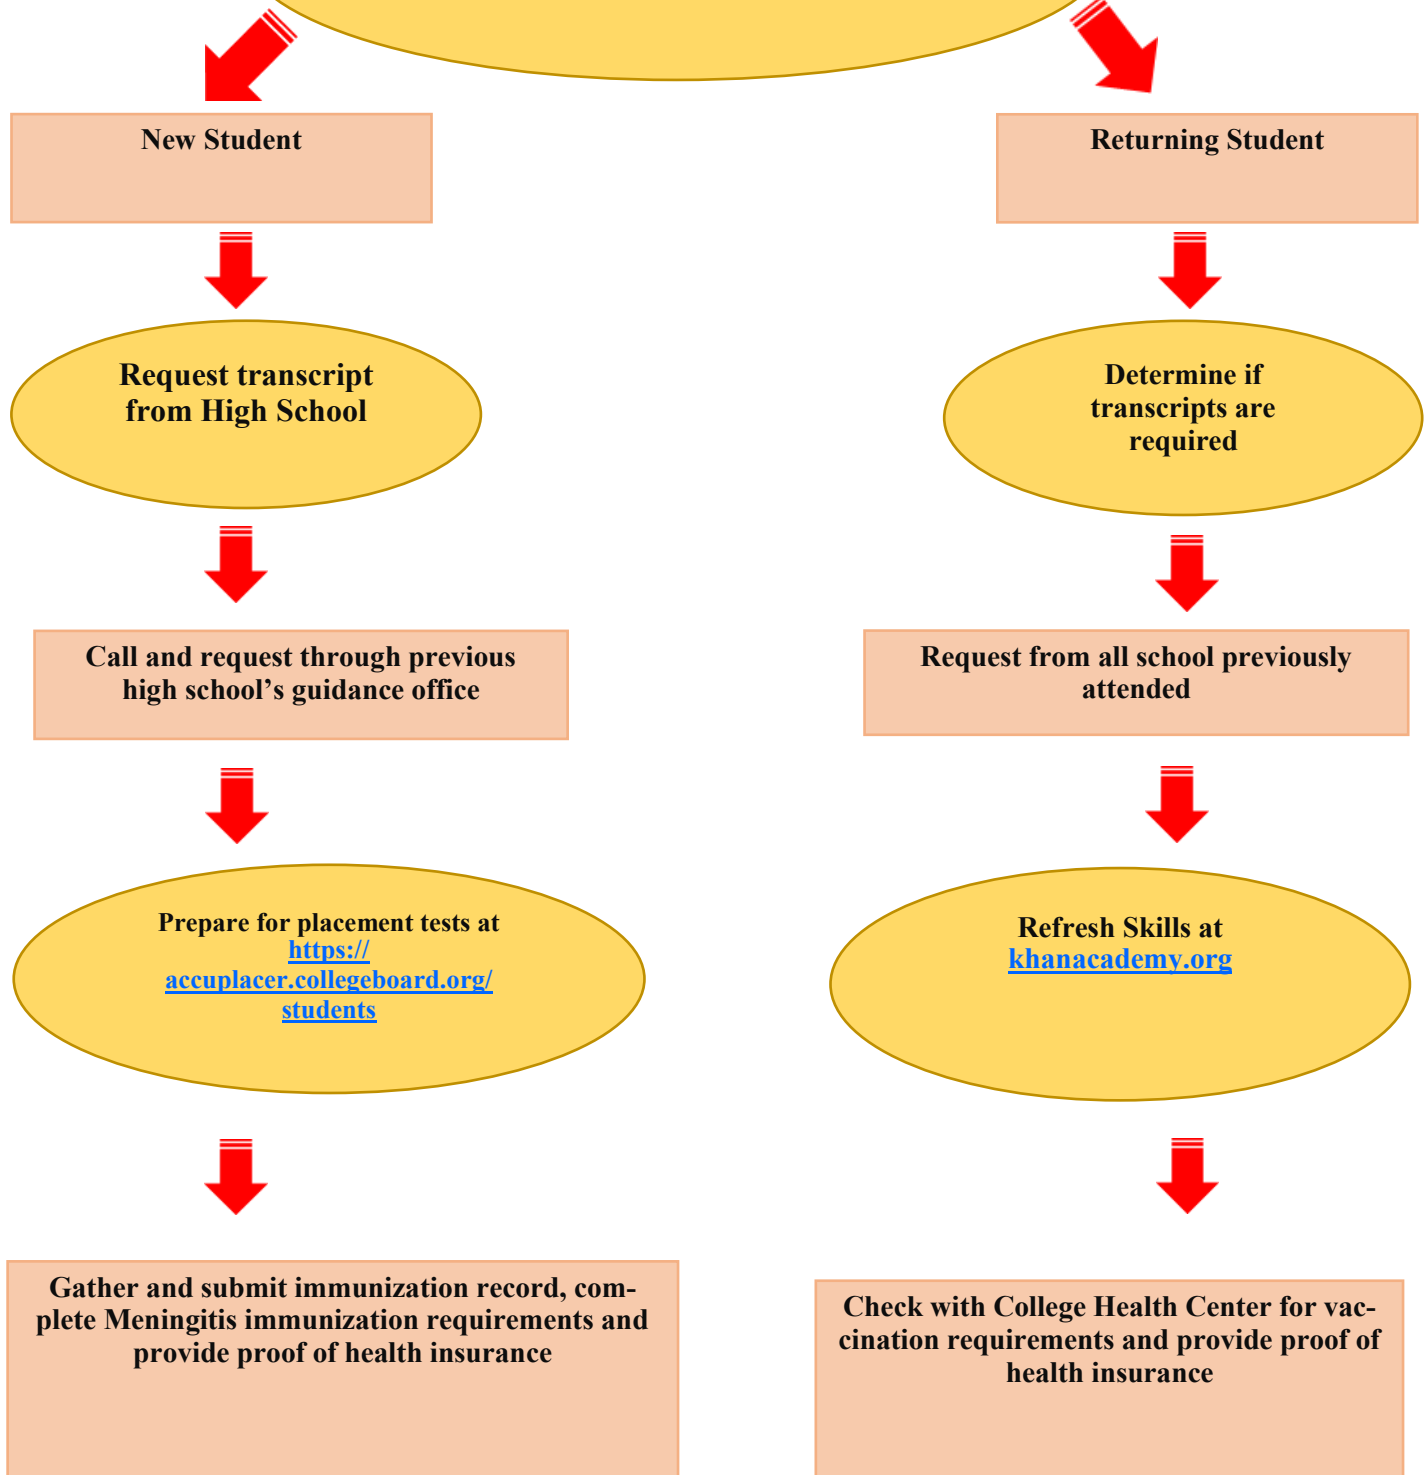 New Student
Returning Student
Request transcript
from High School
Determine if
transcripts are
required
Call and request through previous
high school’s guidance office
Request from all school previously
attended
Prepare for placement tests at
https://
accuplacer.collegeboard.org/
students
Refresh Skills at
khanacademy.org
Gather and submit immunization record, com-
plete Meningitis immunization requirements and
provide proof of health insurance
Check with College Health Center for vac-
cination requirements and provide proof of
health insurance